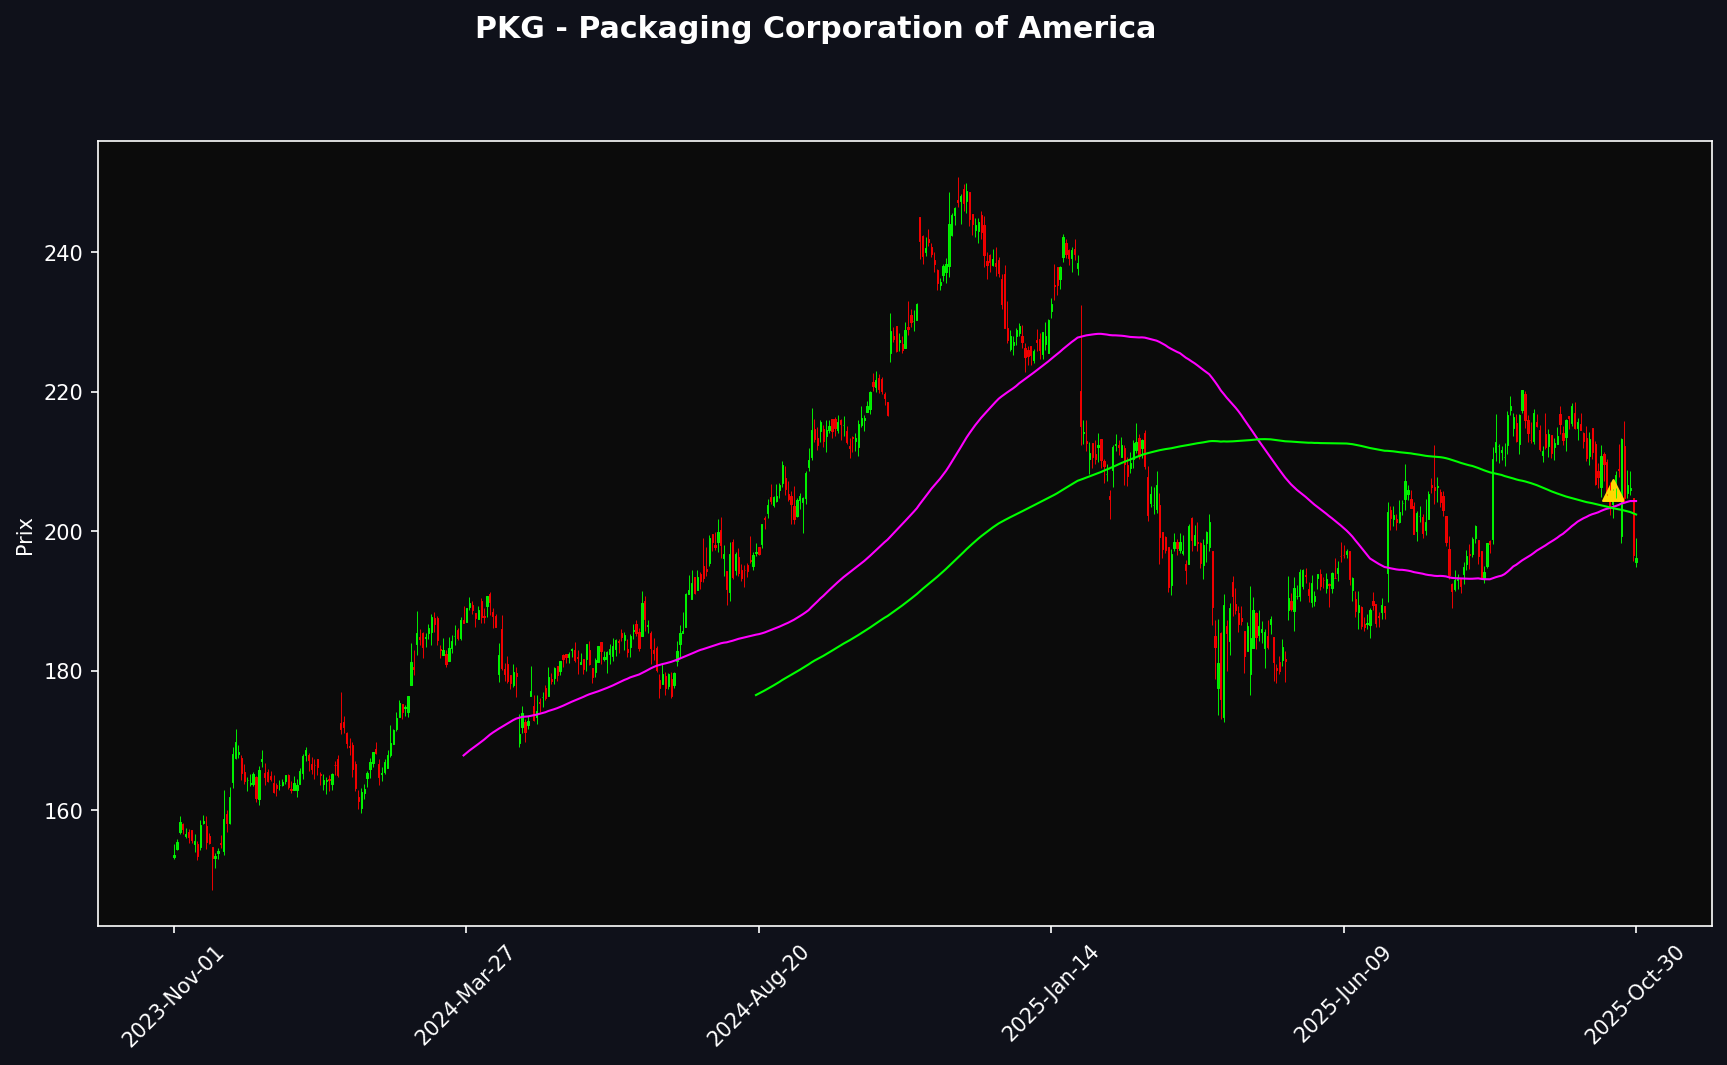 PKG - Packaging Corporation of America
Prix
240
220
200
180
160
2023-Nov-01
2024-Mar-27
2024-Aug-20
2025-Jan-14
2025-Jun-09
2025-Oct-30